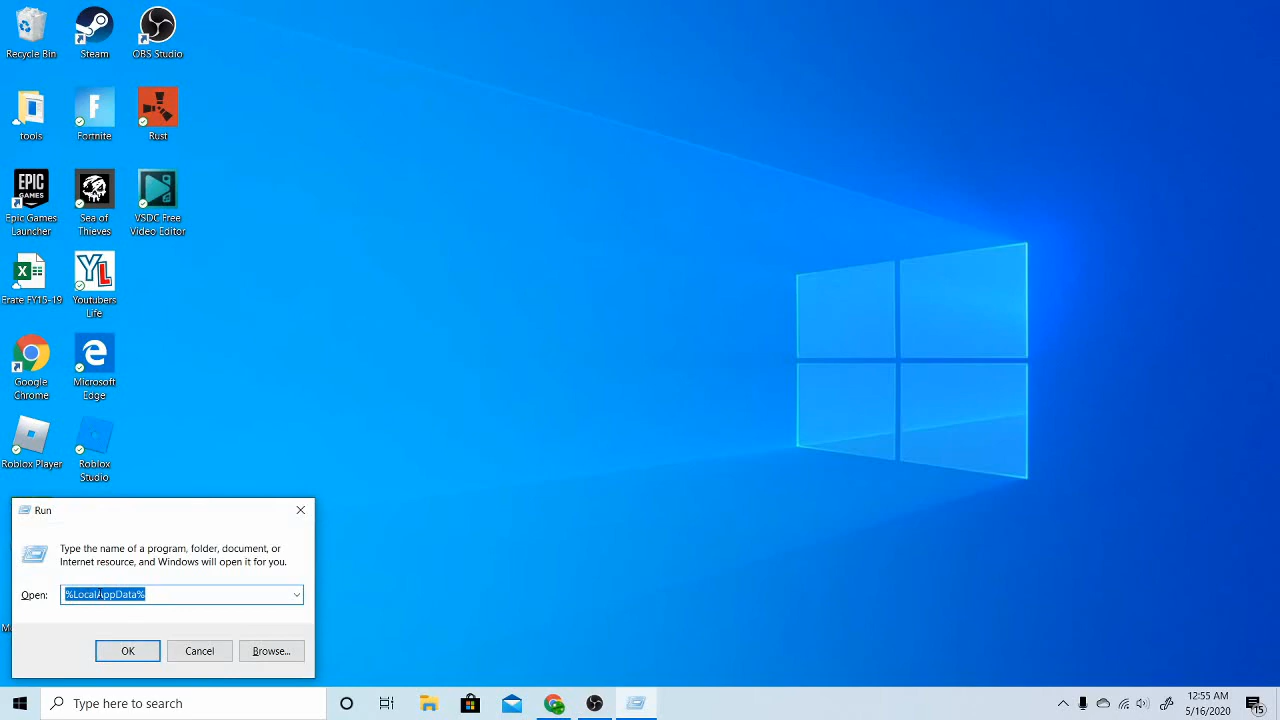 Recycle Bin
Steam
OBS Studio
tools
Fortnite
Rust
EPIC
GAMES
Epic Games
Launcher
Sea of
Thieves
VSDC Free
Video Editor
Erate FY15-19
YL
Youtubers
Life
Google
Chrome
Microsoft
Edge
Roblox Player
Roblox
Studio
Run
Type the name of a program, folder, document, or
Internet resource, and Windows will open it for you.
Open:
%LocalAppData%
OK
Cancel
Browse...
Type here to search
12:55 AM
5/16/2020
15